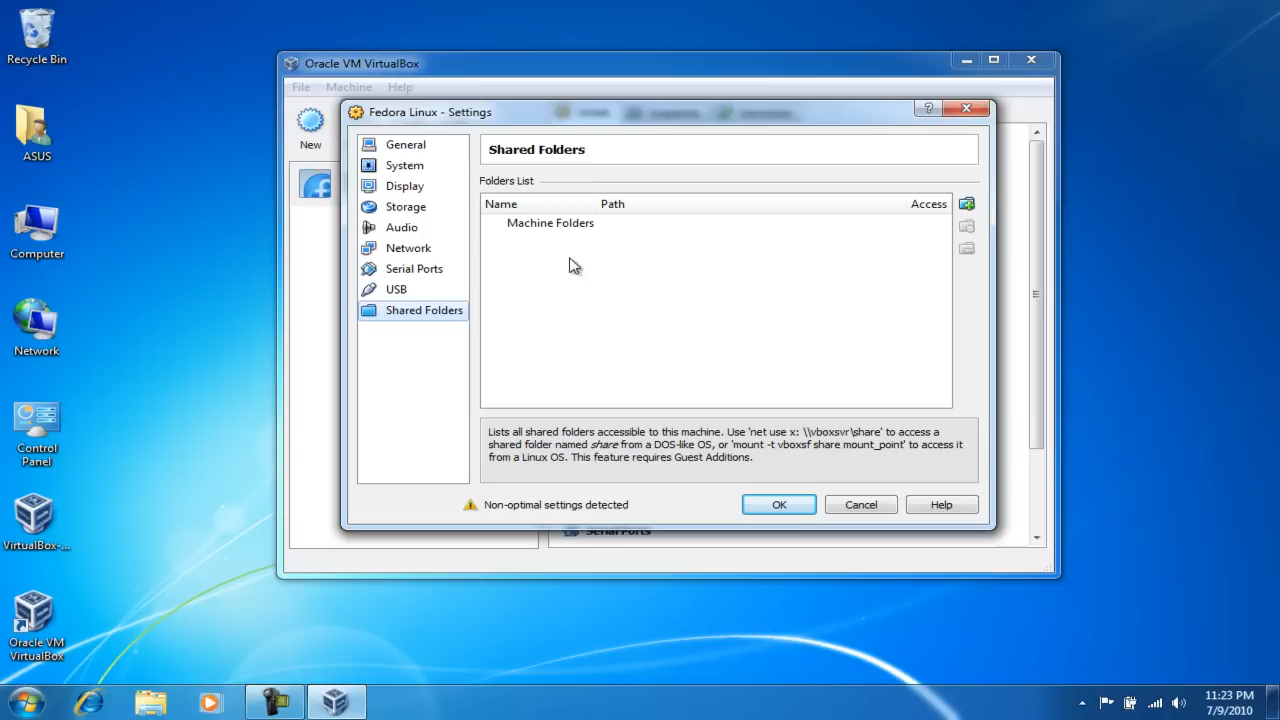 Recycle Bin
ASUS
Computer
Network
Control
Panel
VirtualBox-...
Oracle VM
VirtualBox
Oracle VM VirtualBox
File Machine Help
New
Fedora Linux - Settings
General
System
Display
Storage
Audio
Network
Serial Ports
USB
Shared Folders
Shared Folders
Folders List
Name Path Access
Machine Folders
Lists all shared folders accessible to this machine. Use 'net use x: \\vboxsvr\share' to access a
shared folder named share from a DOS-like OS, or 'mount -t vboxsf share mount_point' to access it
from a Linux OS. This feature requires Guest Additions.
Non-optimal settings detected
OK Cancel Help
Serial Ports
11:23 PM
7/9/2010